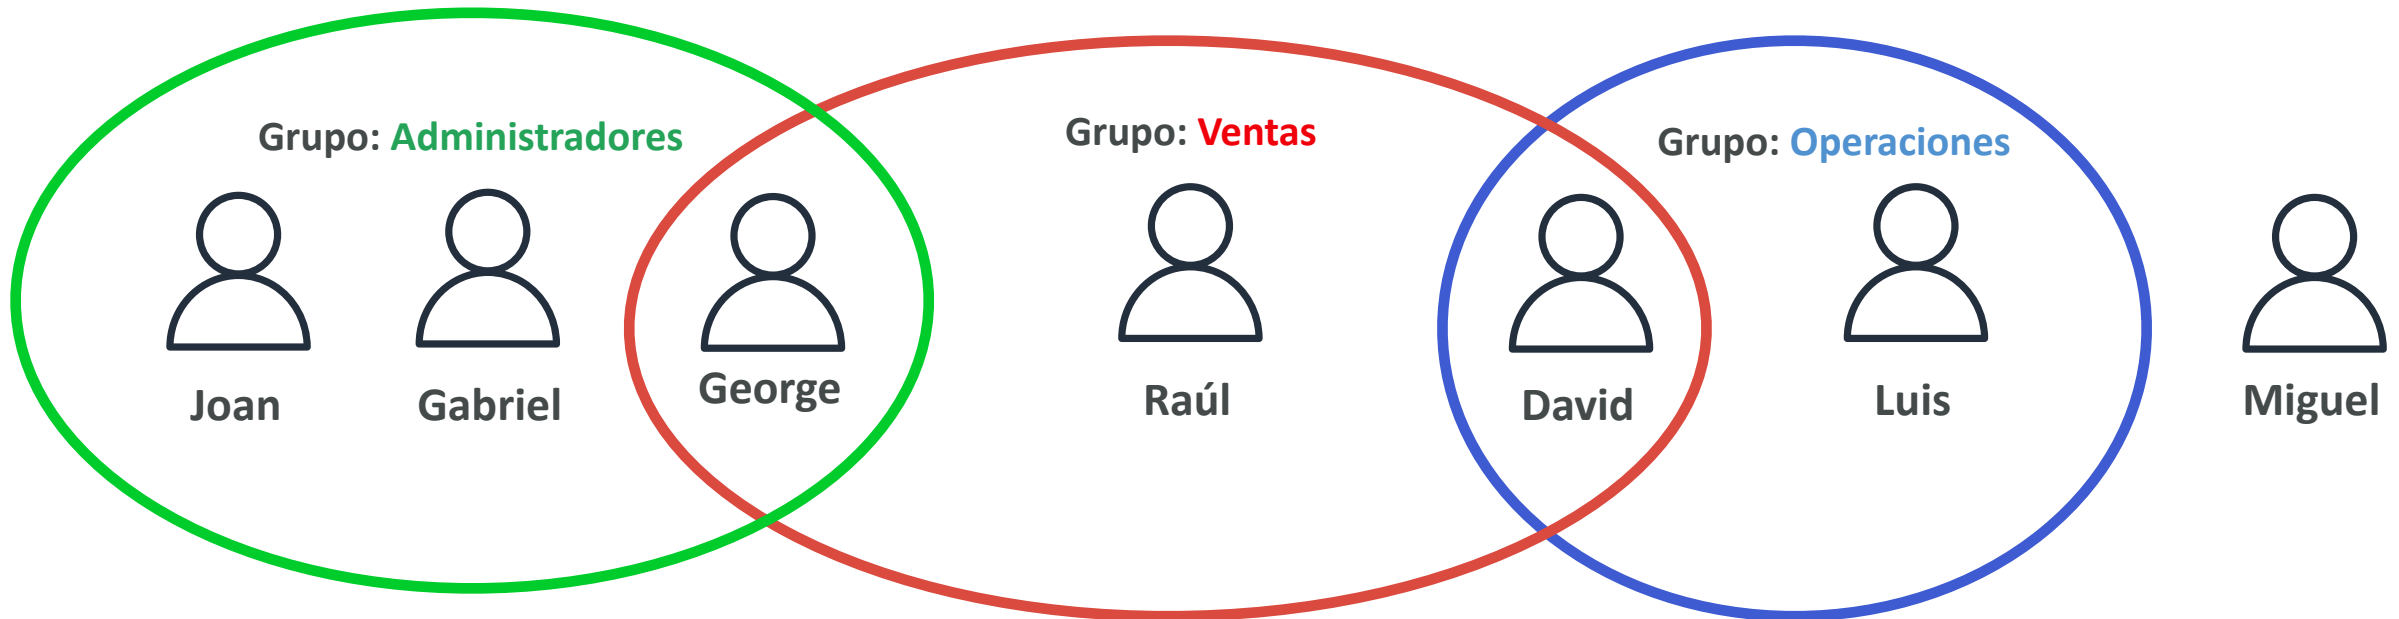 Grupo: Administradores
Grupo: Ventas
Grupo: Operaciones
Joan
Gabriel
George
Raúl
David
Luis
Miguel